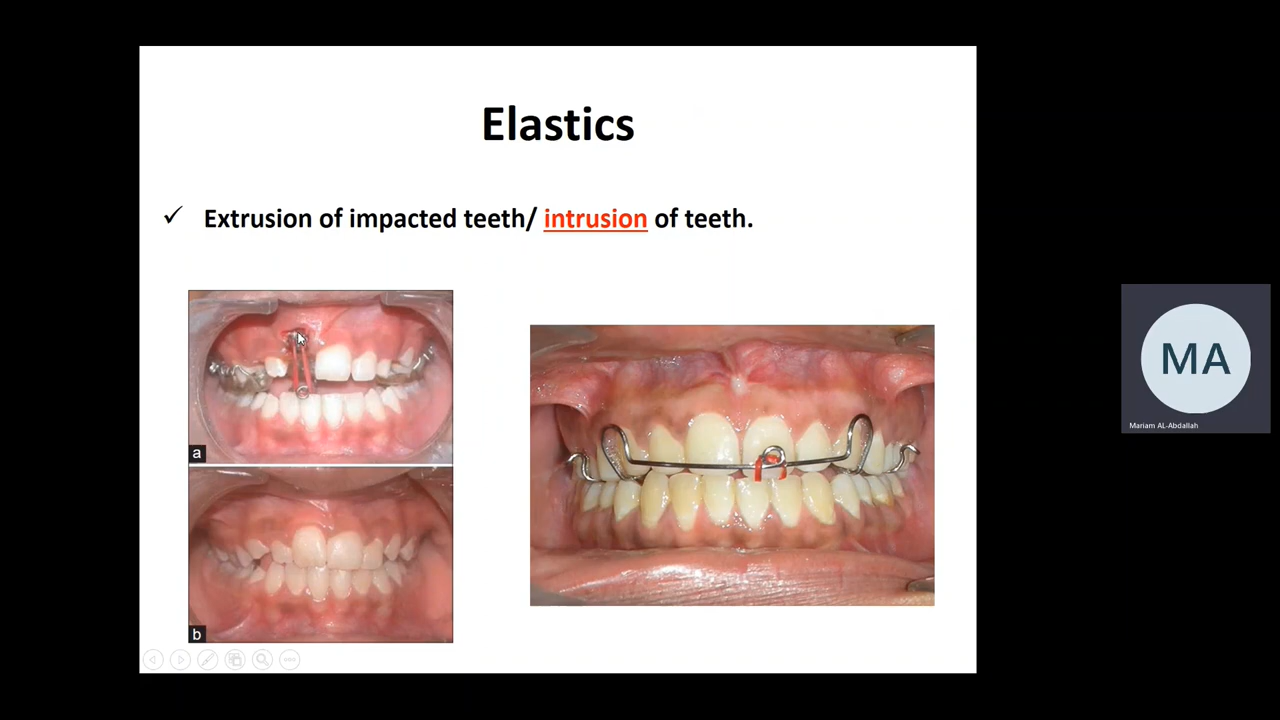 Elastics
✓ Extrusion of impacted teeth/ intrusion of teeth.
a
b
MA
Mariam AL-Abdallah